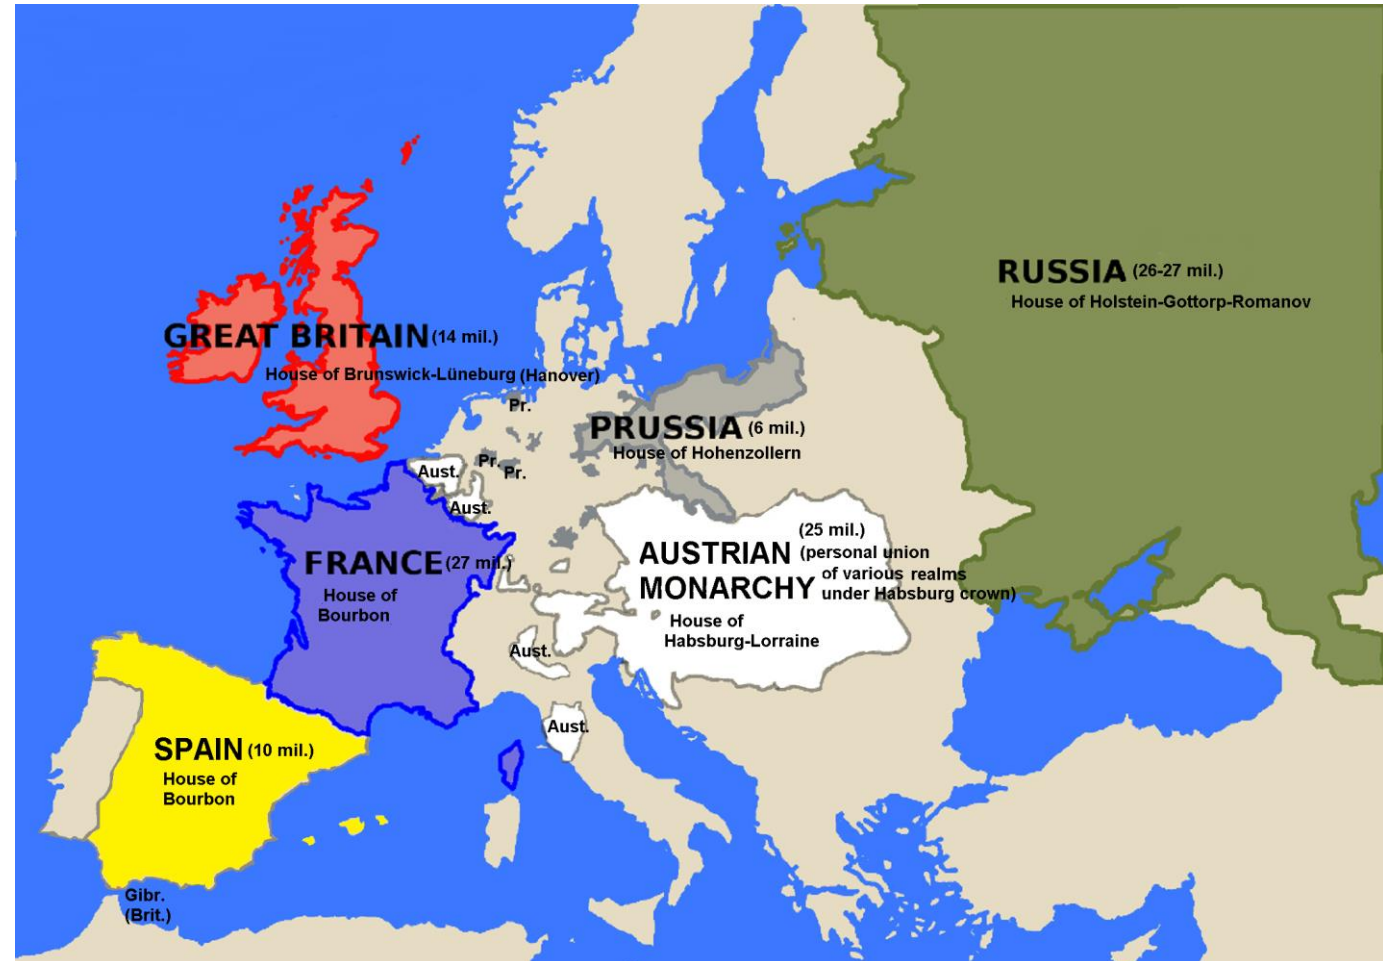 RUSSIA (26-27 mil.)
House of Holstein-Gottorp-Romanov
GREAT BRITAIN (14 mil.)
House of Brunswick-Lüneburg (Hanover)
Pr.
PRUSSIA (6 mil.)
House of Hohenzollern
Pr.
Pr.
Aust.
Aust.
(25 mil.)
AUSTRIAN (personal union
of various realms
MONARCHY under Habsburg crown)
House of
Habsburg-Lorraine
FRANCE (27 mil.)
House of
Bourbon
Aust.
Aust.
SPAIN (10 mil.)
House of
Bourbon
Gibr.
(Brit.)